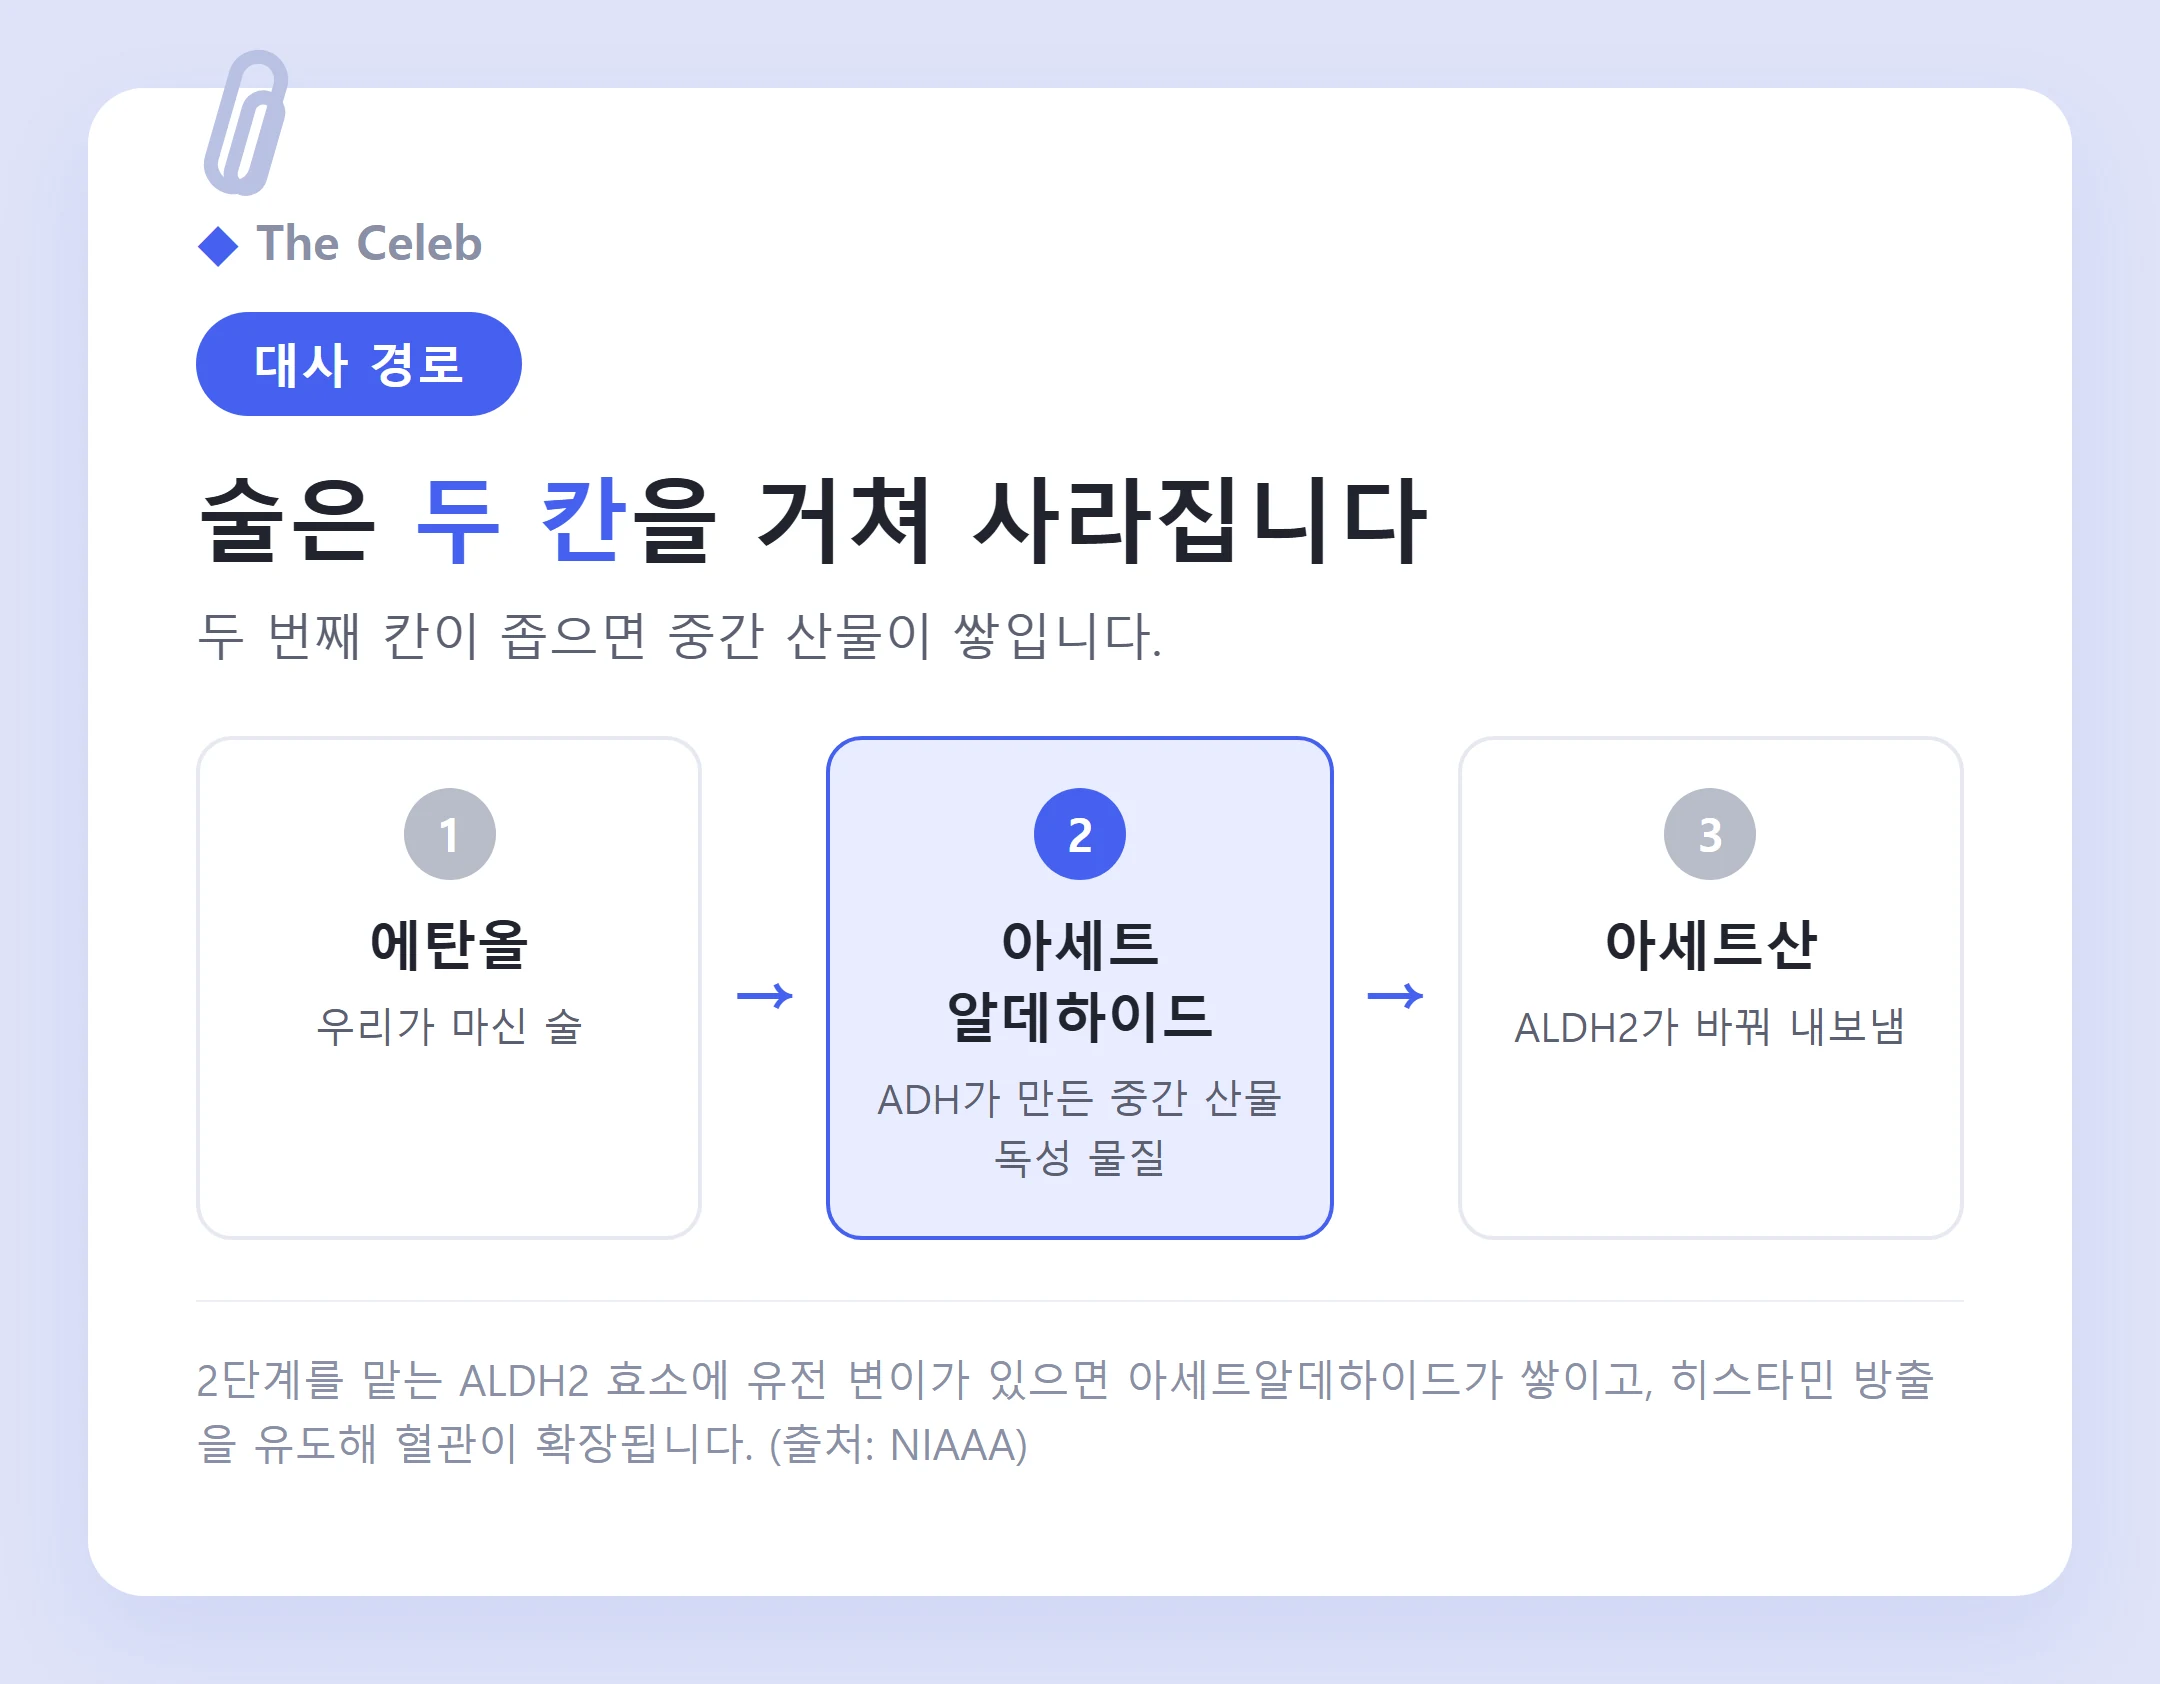 The Celeb
대사 경로
술은 두 칸을 거쳐 사라집니다
두 번째 칸이 좁으면 중간 산물이 쌓입니다.
1
에탄올
우리가 마신 술
→
2
아세트
알데하이드
ADH가 만든 중간 산물
독성 물질
→
3
아세트산
ALDH2가 바꿔 내보냄
2단계를 맡는 ALDH2 효소에 유전 변이가 있으면 아세트알데하이드가 쌓이고, 히스타민 방출
을 유도해 혈관이 확장됩니다. (출처: NIAAA)